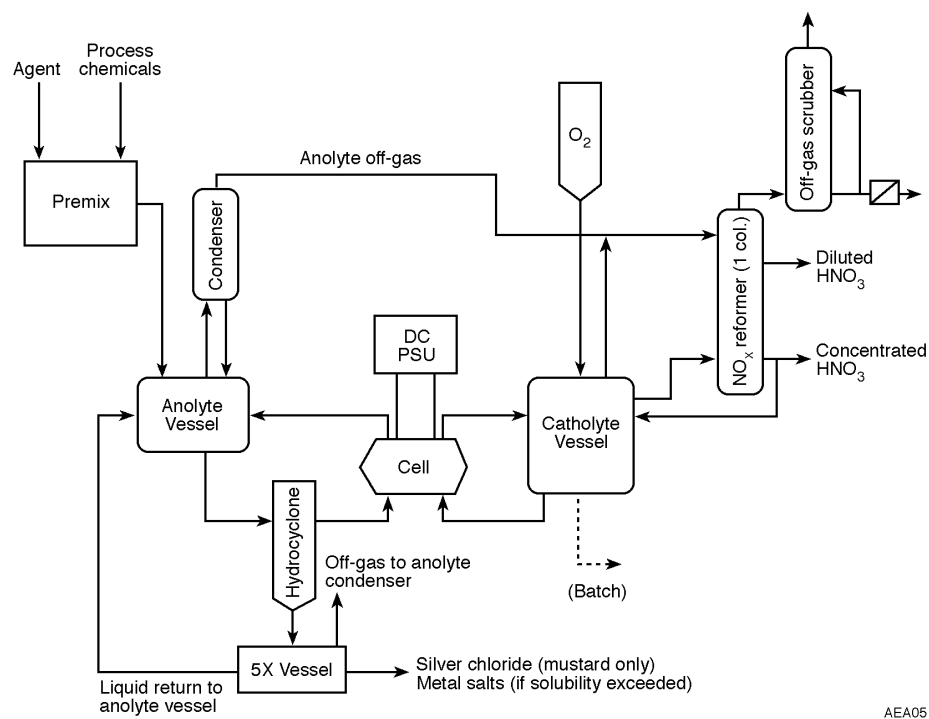 Agent
Process
chemicals
Premix
Anolyte off-gas
Condenser
O₂
Off-gas scrubber
NOₓ reformer (1 col.)
Diluted
HNO₃
Concentrated
HNO₃
DC
PSU
Anolyte
Vessel
Cell
Catholyte
Vessel
Hydrocyclone
Off-gas to anolyte
condenser
(Batch)
5X Vessel
Silver chloride (mustard only)
Metal salts (if solubility exceeded)
Liquid return to
anolyte vessel
AEA05